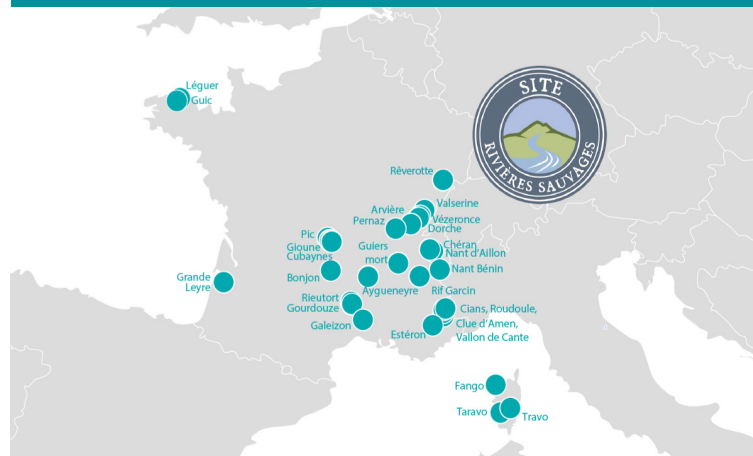 Léguer
Guic
SITE
RIVIÈRES SAUVAGES
Rêverotte
Valserine
Arvière
Vézeronce
Pernaz
Dorche
Pic
Gioune
Cubaynes
Guiers
mort
Chéran
Nant d'Aillon
Nant Bénin
Bonjon
Grande
Leyre
Aygueneyre
Rif Garcin
Rieutort
Gourdouze
Galeizon
Cians, Roudoule,
Clue d'Amen,
Vallon de Cante
Estéron
Fango
Taravo
Travo